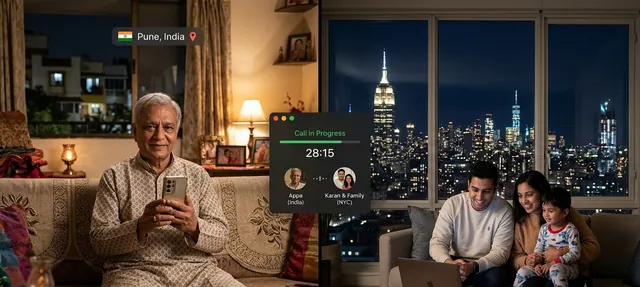 Pune, India
Call in Progress
28:15
Appa
(India)
Karan & Family
(NYC)